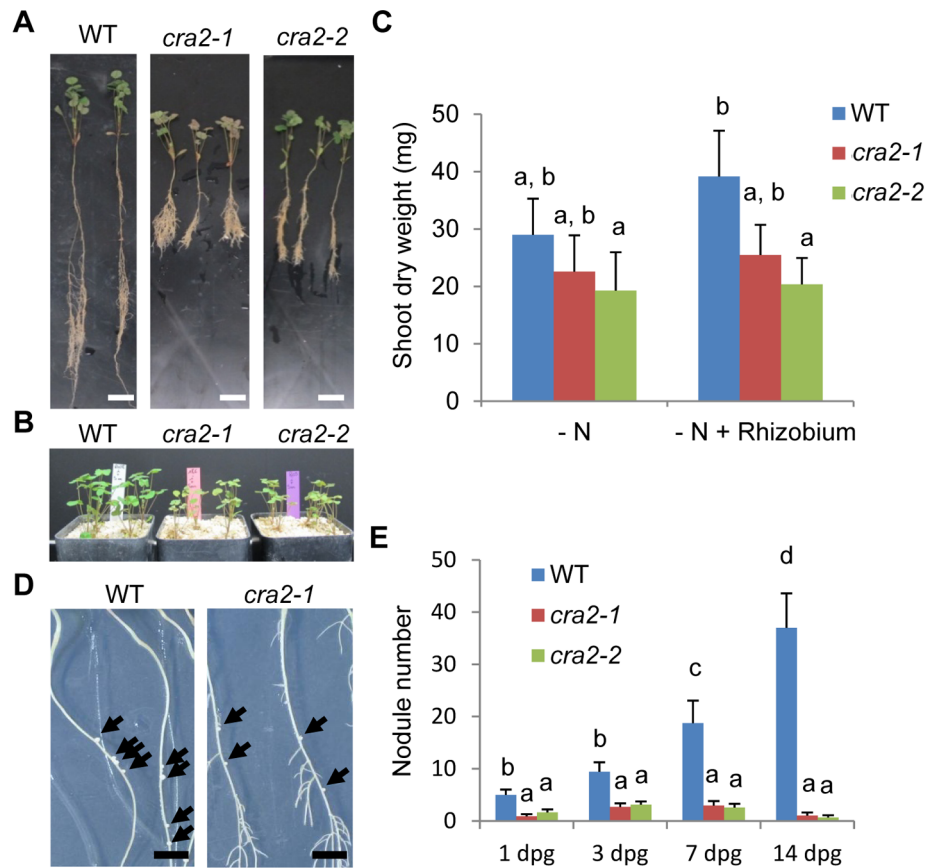 A
WT
cra2-1
cra2-2
B
WT
cra2-1
cra2-2
C
Shoot dry weight (mg)
50
40
30
20
10
0
a, b
a, b
a
b
a, b
a
WT
cra2-1
cra2-2
- N
- N + Rhizobium
D
WT
cra2-1
E
Nodule number
50
40
30
20
10
0
WT
cra2-1
cra2-2
b
a
a
b
a
a
c
a
a
d
a
a
1 dpg
3 dpg
7 dpg
14 dpg